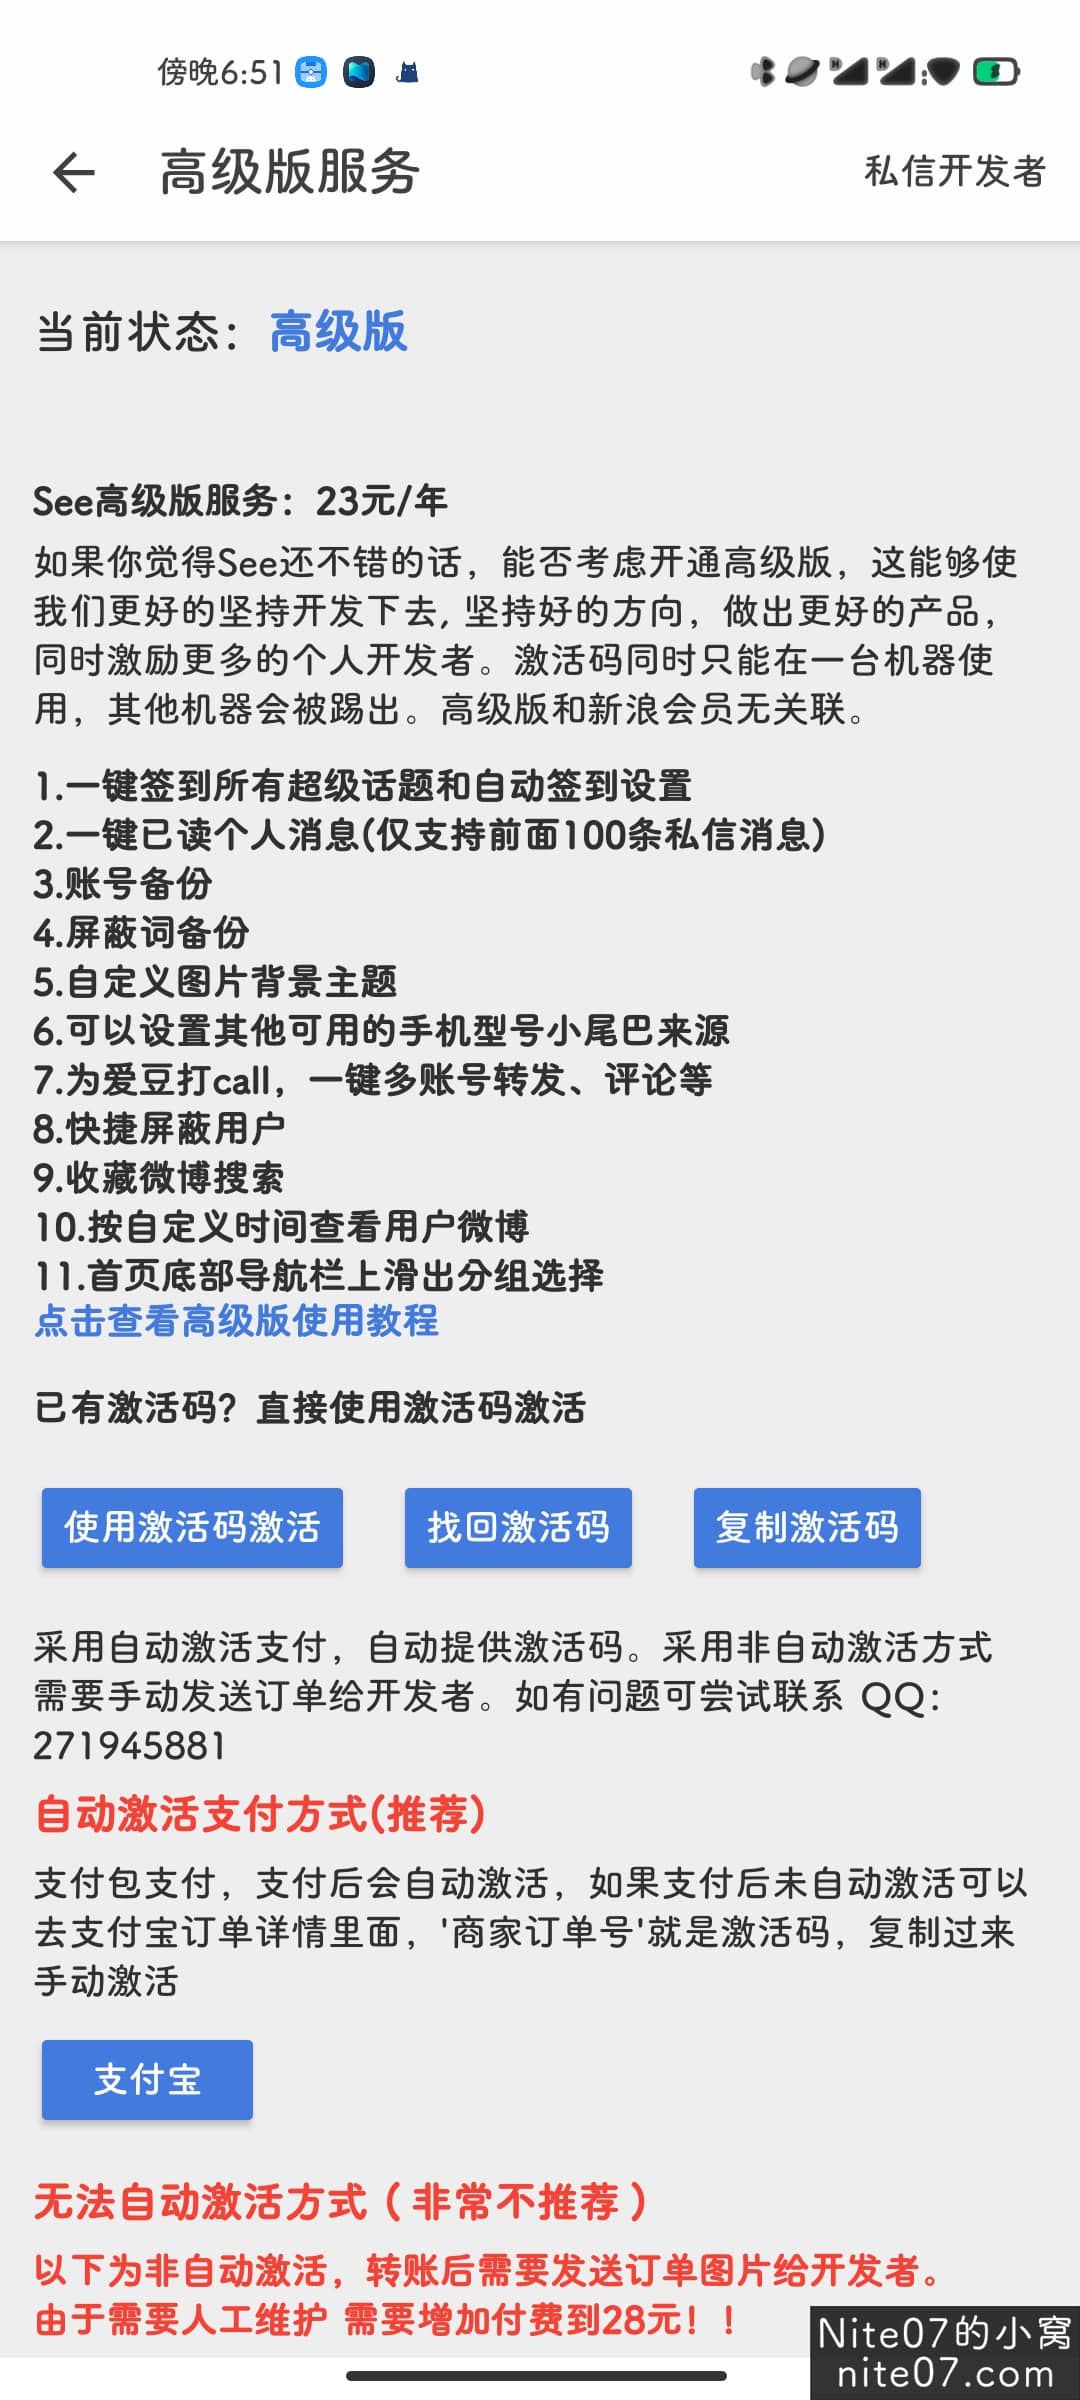 傍晚6:51
高级版服务
私信开发者
当前状态：高级版
See高级版服务：23元/年
如果你觉得See还不错的话，能否考虑开通高级版，这能够使
我们更好的坚持开发下去, 坚持好的方向，做出更好的产品，
同时激励更多的个人开发者。激活码同时只能在一台机器使
用，其他机器会被踢出。高级版和新浪会员无关联。
1.一键签到所有超级话题和自动签到设置
2.一键已读个人消息(仅支持前面100条私信消息)
3.账号备份
4.屏蔽词备份
5.自定义图片背景主题
6.可以设置其他可用的手机型号小尾巴来源
7.为爱豆打call，一键多账号转发、评论等
8.快捷屏蔽用户
9.收藏微博搜索
10.按自定义时间查看用户微博
11.首页底部导航栏上滑出分组选择
点击查看高级版使用教程
已有激活码？直接使用激活码激活
使用激活码激活
找回激活码
复制激活码
采用自动激活支付，自动提供激活码。采用非自动激活方式
需要手动发送订单给开发者。如有问题可尝试联系 QQ：
271945881
自动激活支付方式(推荐)
支付包支付，支付后会自动激活，如果支付后未自动激活可以
去支付宝订单详情里面，'商家订单号'就是激活码，复制过来
手动激活
支付宝
无法自动激活方式（非常不推荐）
以下为非自动激活，转账后需要发送订单图片给开发者。
由于需要人工维护 需要增加付费到28元！！
Nite07的小窝
nite07.com